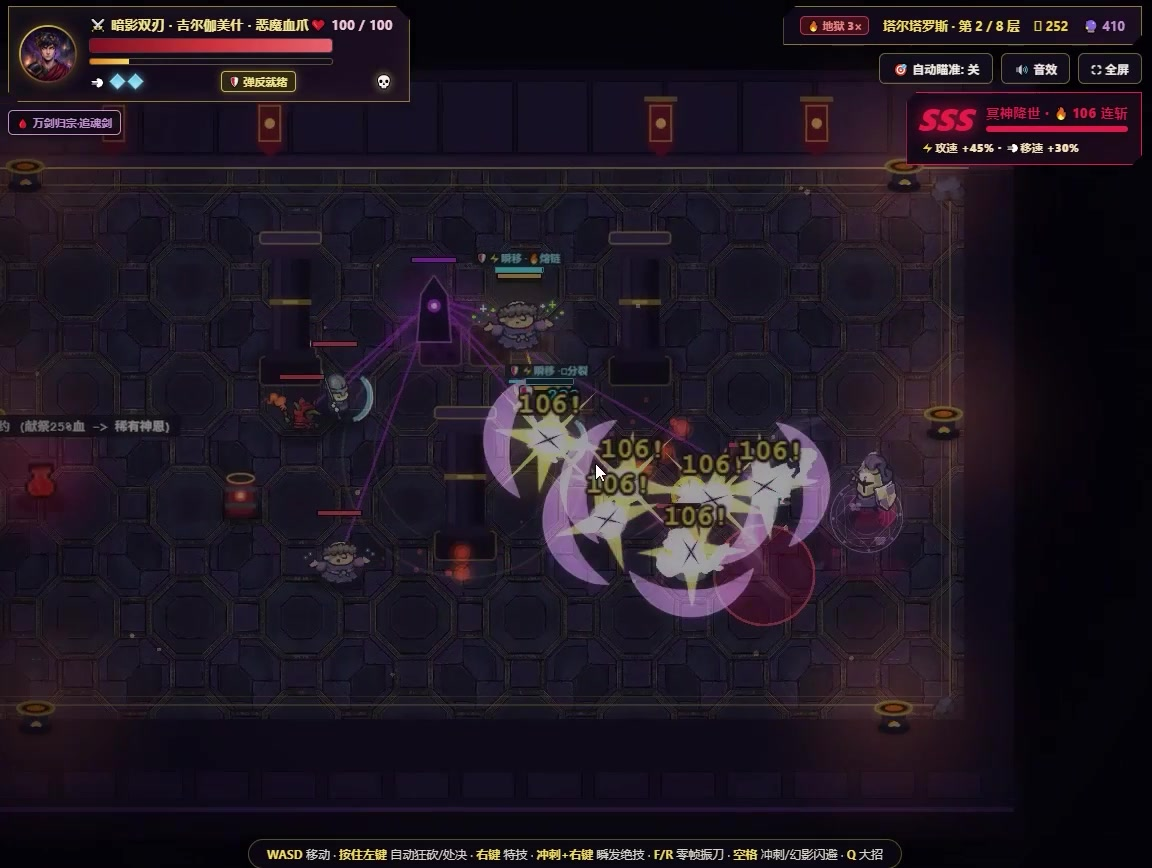 暗影双刃 · 吉尔伽美什 · 恶魔血爪 100 / 100
弹反就绪
万剑归宗·追魂剑
地狱 3×
塔尔塔罗斯 · 第 2 / 8 层 252 410
自动瞄准: 关
音效
全屏
SSS 冥神降世 · 106 连斩
攻速 +45% · 移速 +30%
瞬移 · 熔链
瞬移 · 分裂
约 (献祭25%血 -> 稀有神恩)
106!
106!
106!
106!
106!
106!
WASD 移动 · 按住左键 自动狂砍/处决 · 右键 特技 · 冲刺+右键 瞬发绝技 · F/R 零帧振刀 · 空格 冲刺/幻影闪避 · Q 大招